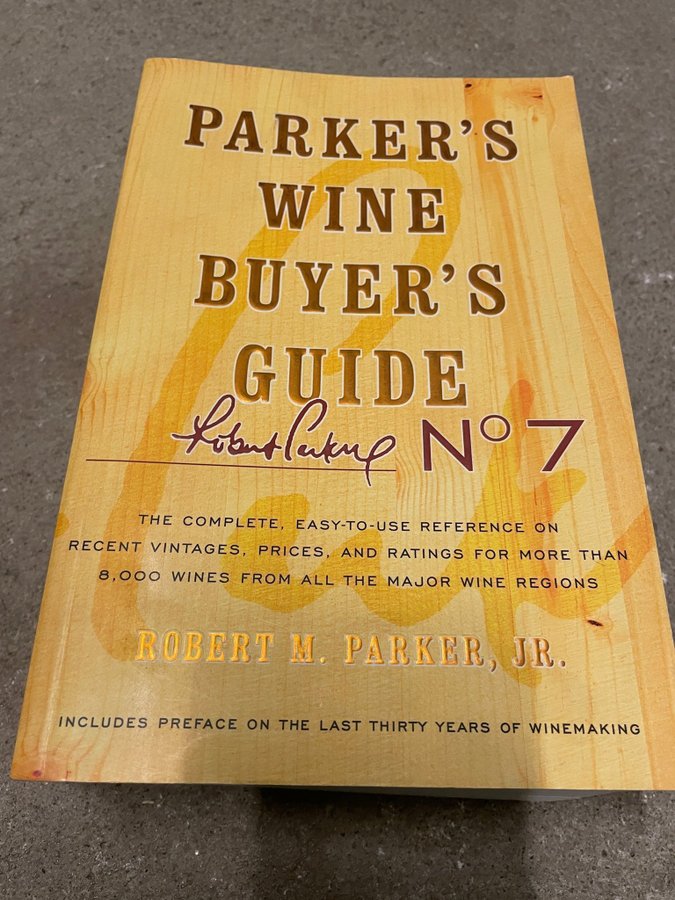 PARKER'S
WINE
BUYER'S
GUIDE
Robert Parker Nº 7
THE COMPLETE, EASY-TO-USE REFERENCE ON
RECENT VINTAGES, PRICES, AND RATINGS FOR MORE THAN
8,000 WINES FROM ALL THE MAJOR WINE REGIONS
ROBERT M. PARKER, JR.
INCLUDES PREFACE ON THE LAST THIRTY YEARS OF WINEMAKING